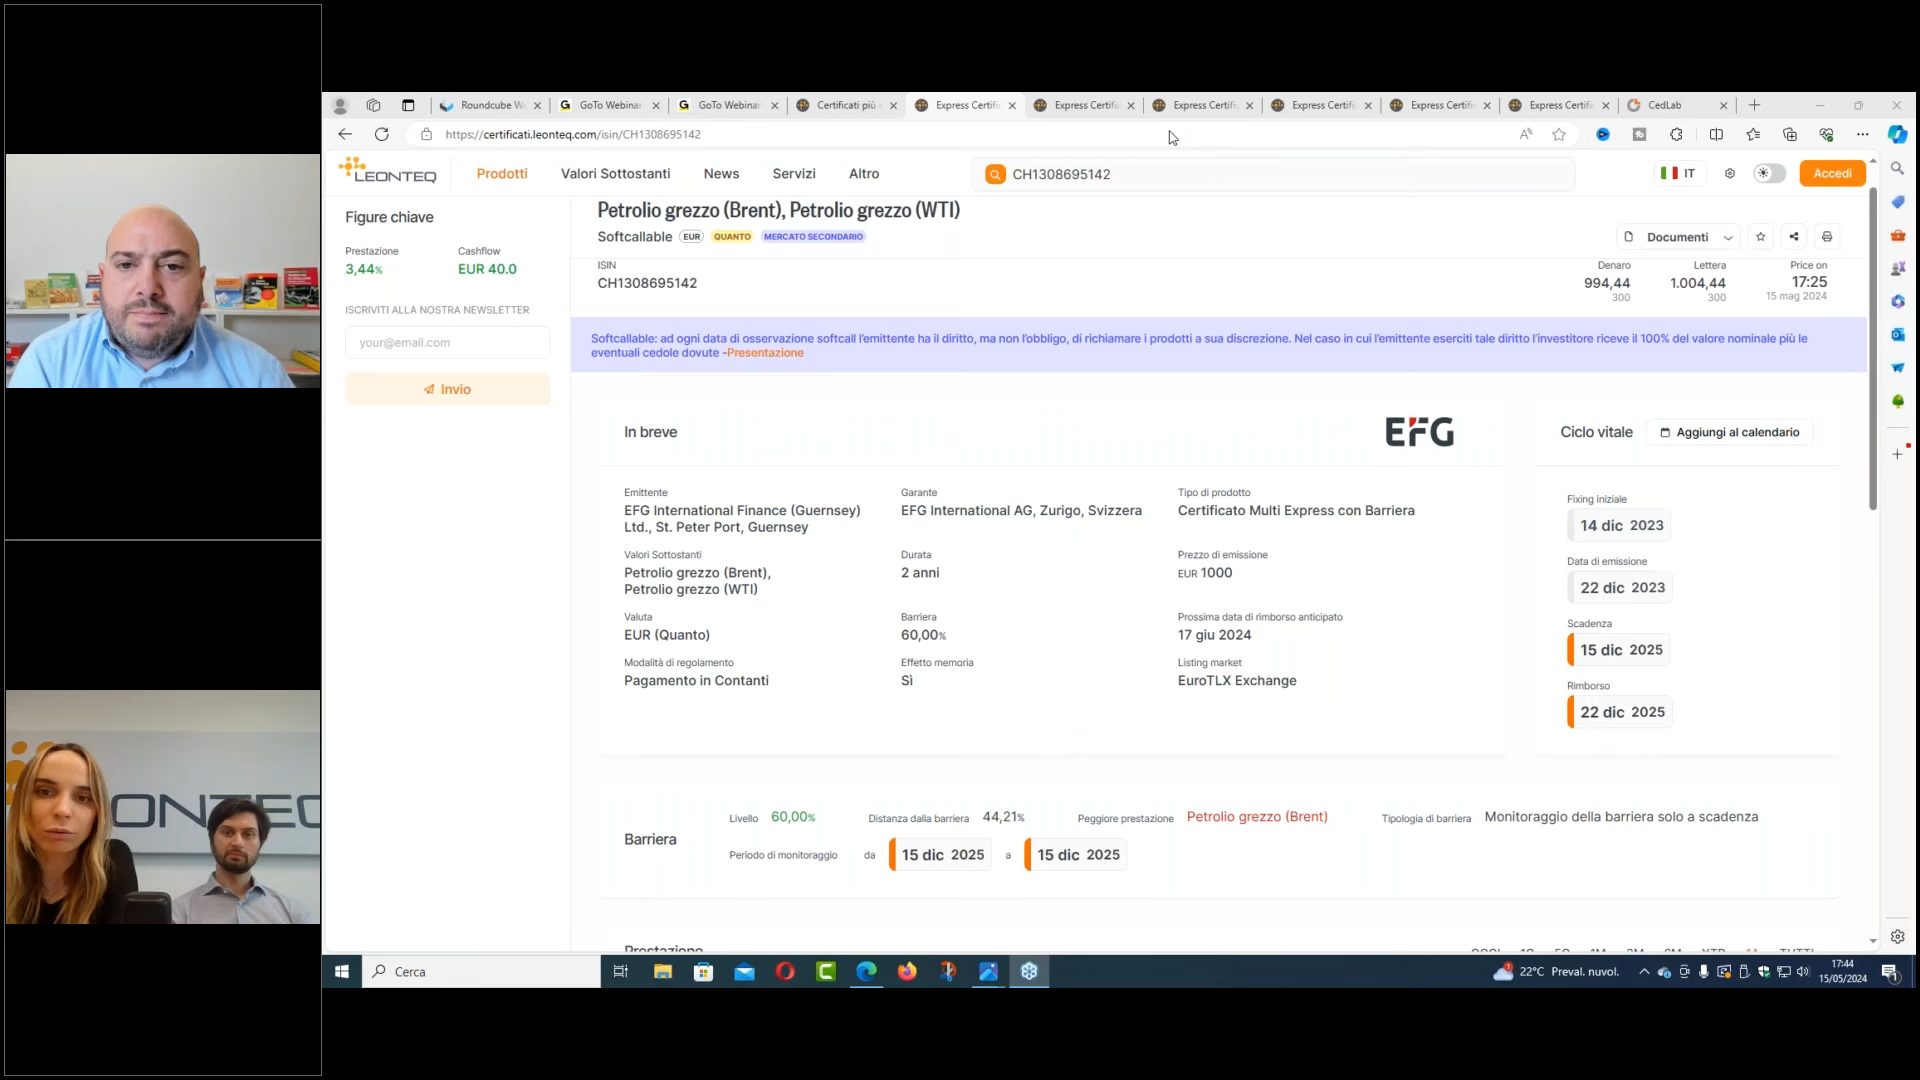 Roundcube W
GoTo Webinar
GoTo Webinar
Certificati più
Express Certific
Express Certific
Express Certific
Express Certific
Express Certific
Express Certific
CedLab
https://certificati.leonteq.com/isin/CH1308695142
LEONTEQ
Prodotti
Valori Sottostanti
News
Servizi
Altro
CH1308695142
IT
Accedi
Figure chiave
Prestazione
Cashflow
3,44%
EUR 40.0
ISCRIVITI ALLA NOSTRA NEWSLETTER
your@email.com
Invio
Petrolio grezzo (Brent), Petrolio grezzo (WTI)
Softcallable EUR QUANTO MERCATO SECONDARIO
Documenti
ISIN
CH1308695142
Denaro
994,44
300
Lettera
1.004,44
300
Price on
17:25
15 mag 2024
Softcallable: ad ogni data di osservazione softcall l'emittente ha il diritto, ma non l'obbligo, di richiamare i prodotti a sua discrezione. Nel caso in cui l'emittente eserciti tale diritto l'investitore riceve il 100% del valore nominale più le
eventuali cedole dovute -Presentazione
In breve
EFG
Emittente
EFG International Finance (Guernsey)
Ltd., St. Peter Port, Guernsey
Garante
EFG International AG, Zurigo, Svizzera
Tipo di prodotto
Certificato Multi Express con Barriera
Valori Sottostanti
Petrolio grezzo (Brent),
Petrolio grezzo (WTI)
Durata
2 anni
Prezzo di emissione
EUR 1000
Valuta
EUR (Quanto)
Barriera
60,00%
Prossima data di rimborso anticipato
17 giu 2024
Modalità di regolamento
Pagamento in Contanti
Effetto memoria
Sì
Listing market
EuroTLX Exchange
Ciclo vitale
Aggiungi al calendario
Fixing iniziale
14 dic 2023
Data di emissione
22 dic 2023
Scadenza
15 dic 2025
Rimborso
22 dic 2025
Barriera
Livello 60,00%
Distanza dalla barriera 44,21%
Peggiore prestazione Petrolio grezzo (Brent)
Tipologia di barriera Monitoraggio della barriera solo a scadenza
Periodo di monitoraggio da 15 dic 2025 a 15 dic 2025
Prestazione
Cerca
22°C Preval. nuvol.
17:44
15/05/2024